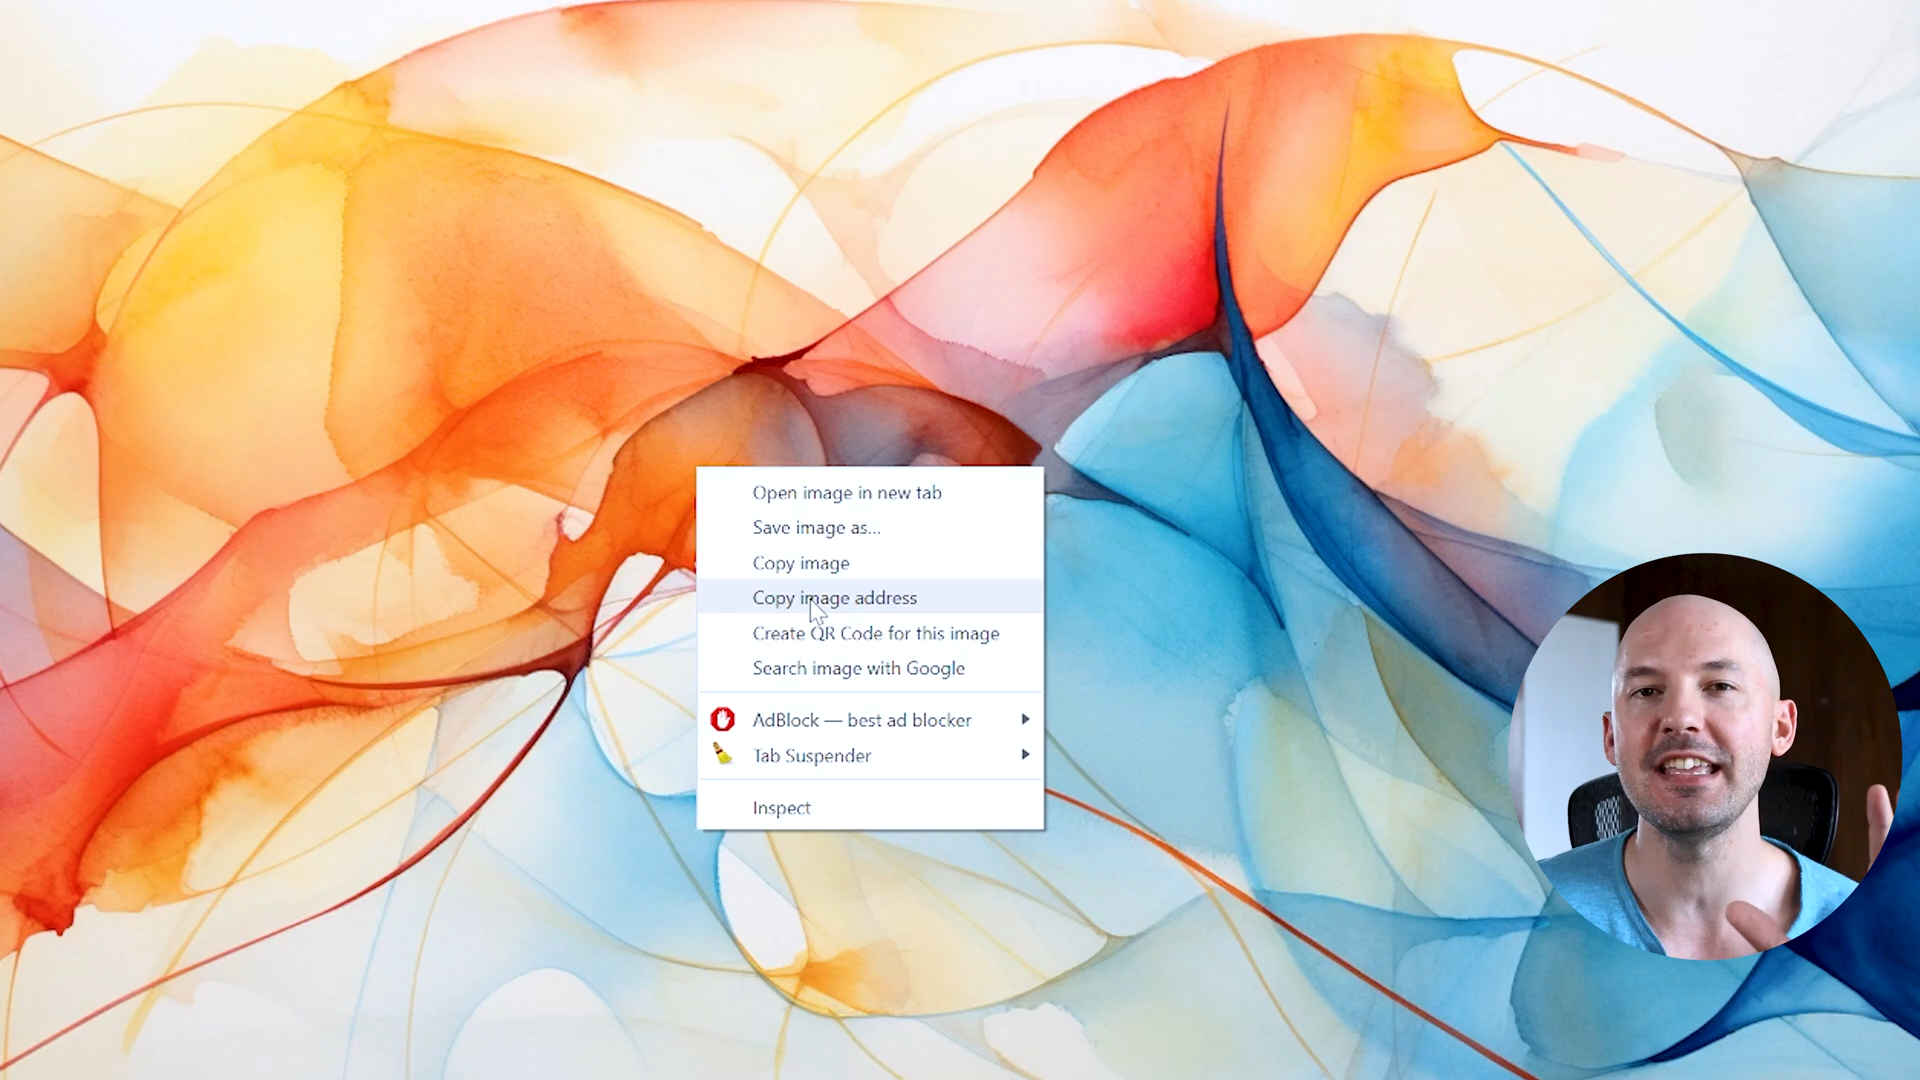 Open image in new tab
Save image as...
Copy image
Copy image address
Create QR Code for this image
Search image with Google
AdBlock — best ad blocker
Tab Suspender
Inspect